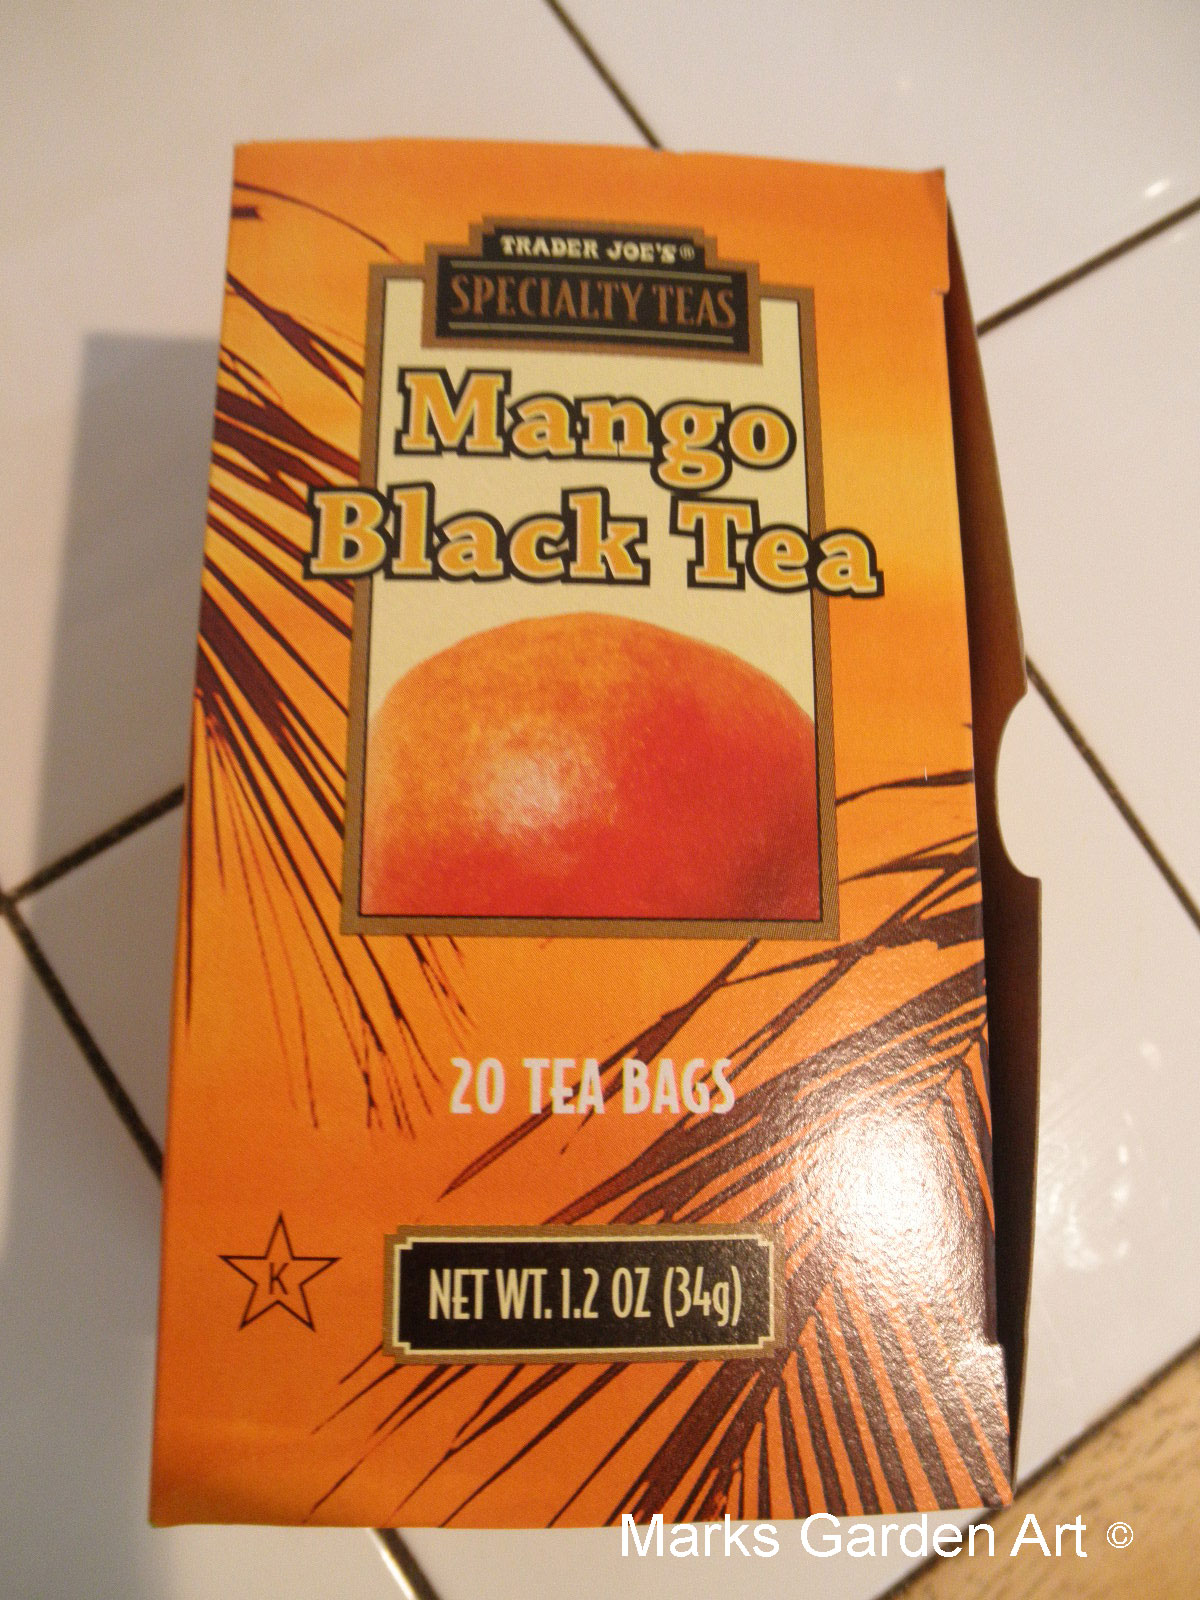 TRADER JOE'S®
SPECIALTY TEAS
Mango
Black Tea
20 TEA BAGS
K
NET WT. 1.2 OZ (34g)
Marks Garden Art ©